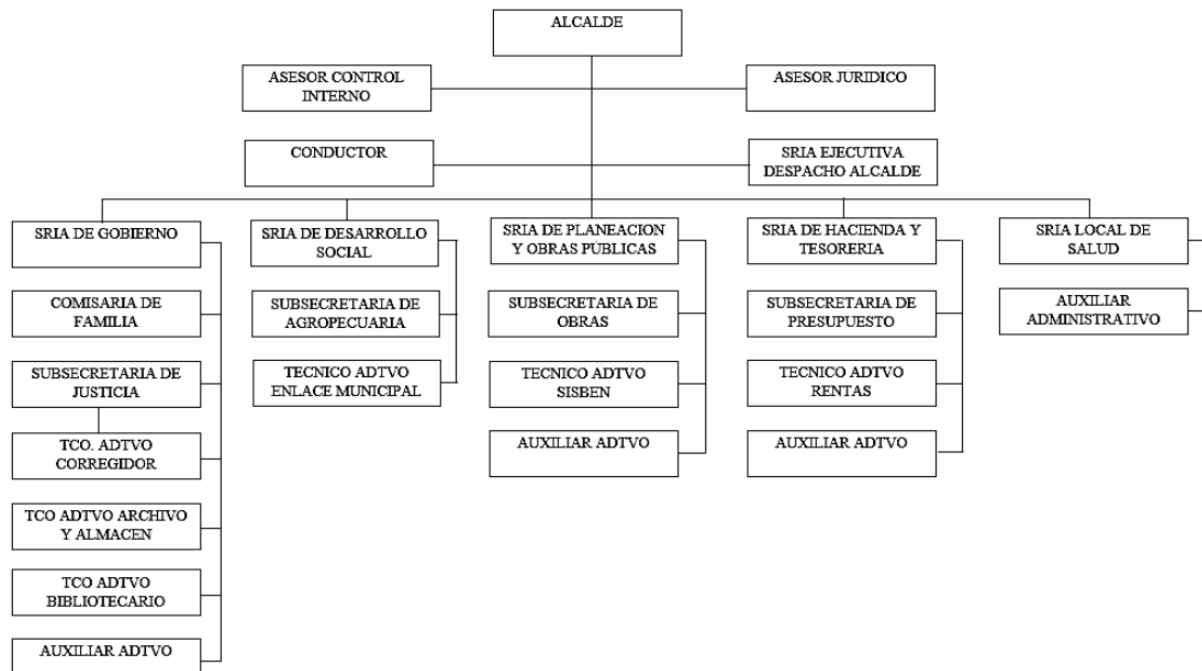 ALCALDE
ASESOR CONTROL
INTERNO
ASESOR JURIDICO
CONDUCTOR
SRIA EJECUTIVA
DESPACHO ALCALDE
SRIA DE GOBIERNO
COMISARIA DE
FAMILIA
SUBSECRETARIA DE
JUSTICIA
TCO. ADTVO
CORREGIDOR
TCO ADTVO ARCHIVO
Y ALMACEN
TCO ADTVO
BIBLIOTECARIO
AUXILIAR ADTVO
SRIA DE DESARROLLO
SOCIAL
SUBSECRETARIA DE
AGROPECUARIA
TECNICO ADTVO
ENLACE MUNICIPAL
SRIA DE PLANEACION
Y OBRAS PÚBLICAS
SUBSECRETARIA DE
OBRAS
TECNICO ADTVO
SISBEN
AUXILIAR ADTVO
SRIA DE HACIENDA Y
TESORERIA
SUBSECRETARIA DE
PRESUPUESTO
TECNICO ADTVO
RENTAS
AUXILIAR ADTVO
SRIA LOCAL DE
SALUD
AUXILIAR
ADMINISTRATIVO